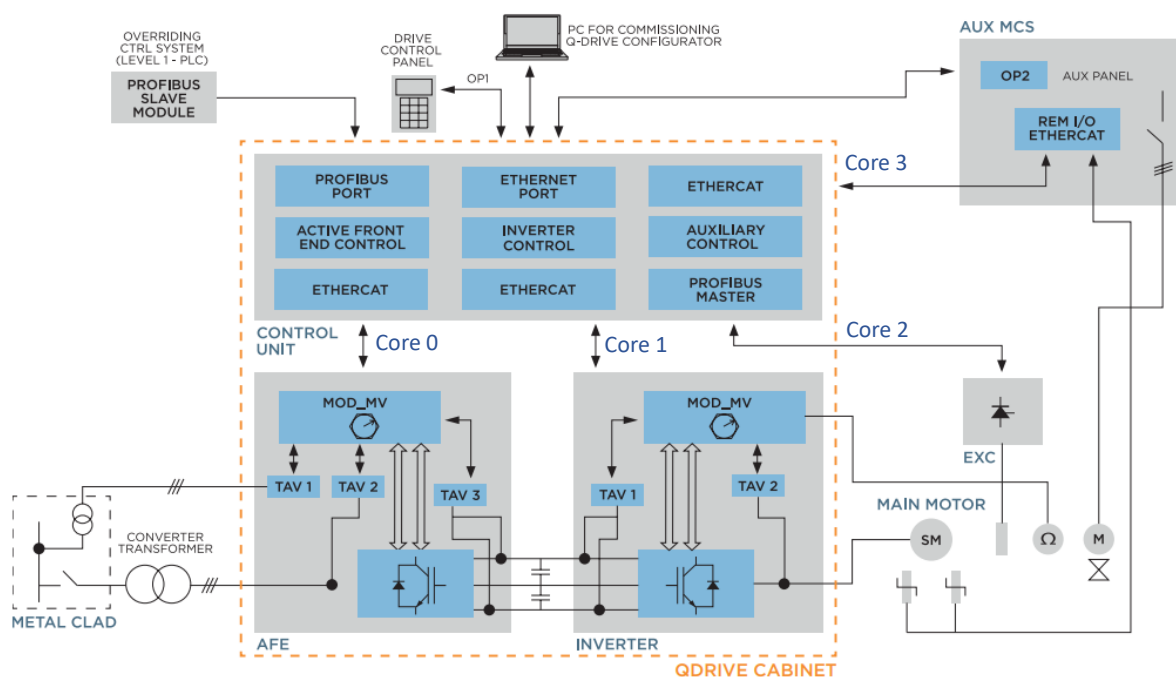 OVERRIDING
CTRL SYSTEM
(LEVEL 1 - PLC)
PROFIBUS
SLAVE
MODULE
DRIVE
CONTROL
PANEL
OP1
PC FOR COMMISSIONING
Q-DRIVE CONFIGURATOR
AUX MCS
OP2
AUX PANEL
REM I/O
ETHERCAT
Core 3
PROFIBUS
PORT
ETHERNET
PORT
ETHERCAT
ACTIVE FRONT
END CONTROL
INVERTER
CONTROL
AUXILIARY
CONTROL
ETHERCAT
ETHERCAT
PROFIBUS
MASTER
CONTROL
UNIT
Core 0
Core 1
Core 2
MOD_MV
MOD_MV
TAV 1
TAV 2
TAV 3
TAV 1
TAV 2
EXC
MAIN MOTOR
SM
Ω
M
CONVERTER
TRANSFORMER
METAL CLAD
AFE
INVERTER
QDRIVE CABINET